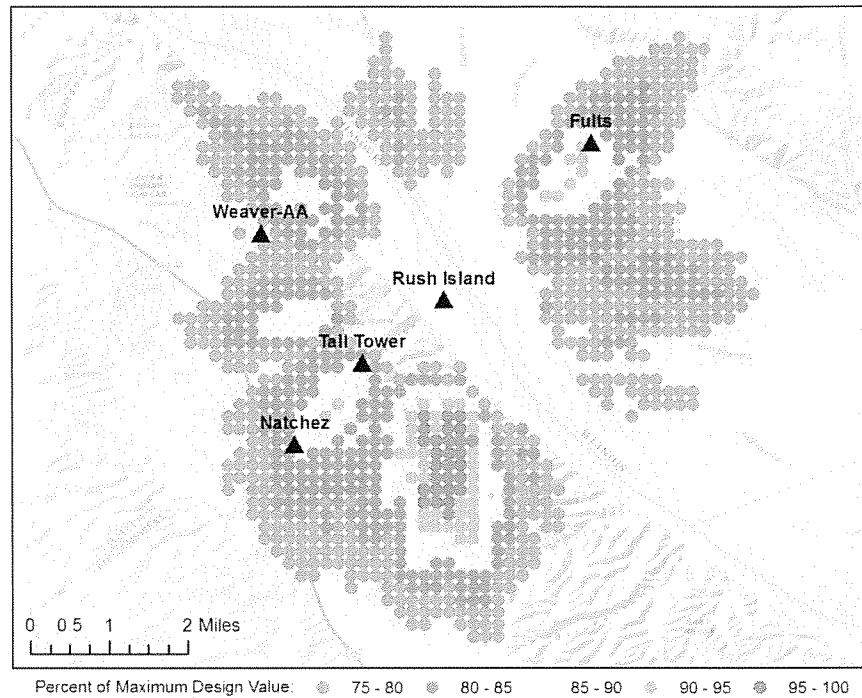 Fults
Weaver-AA
Rush Island
Tall Tower
Natchez
0 0.5 1 2 Miles
Percent of Maximum Design Value: 75 - 80 80 - 85 85 - 90 90 - 95 95 - 100